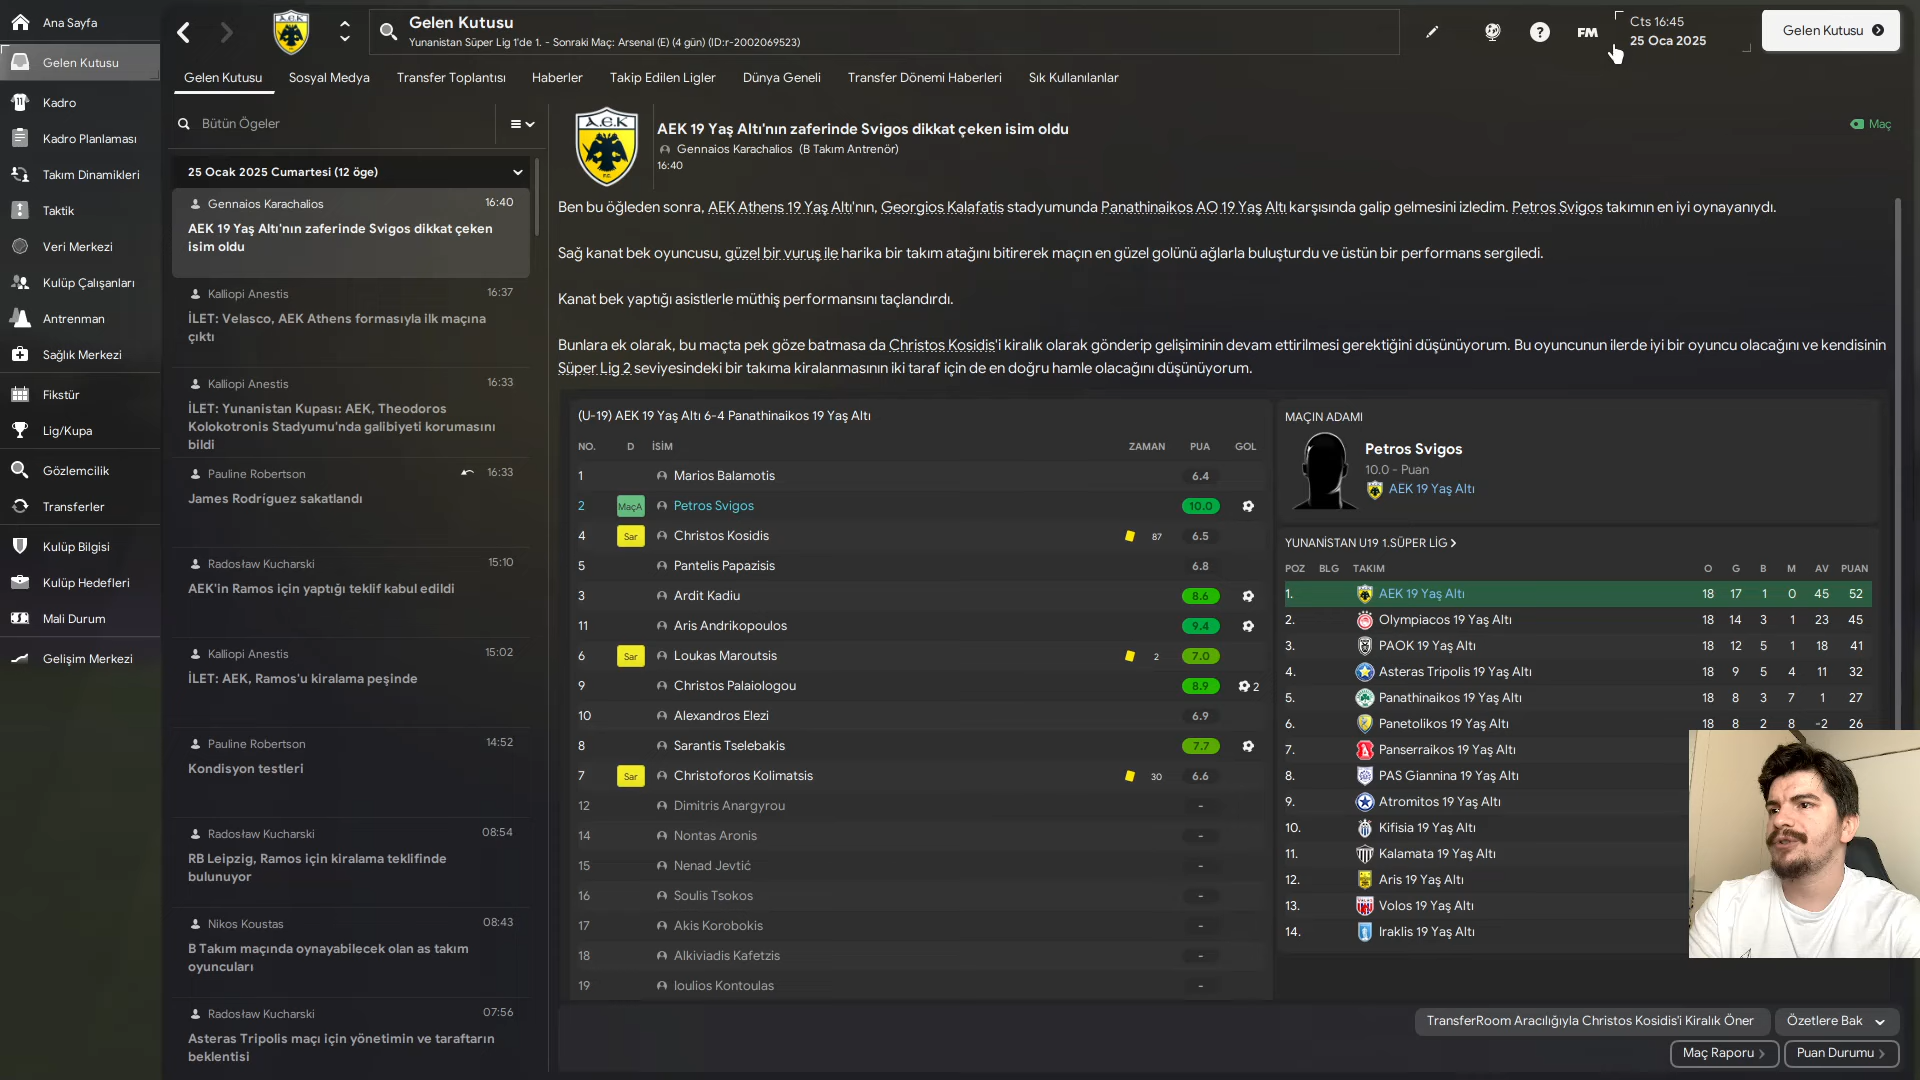 Ana Sayfa
Gelen Kutusu
Kadro
Kadro Planlaması
Takım Dinamikleri
Taktik
Veri Merkezi
Kulüp Çalışanları
Antrenman
Sağlık Merkezi
Fikstür
Lig/Kupa
Gözlemcilik
Transferler
Kulüp Bilgisi
Kulüp Hedefleri
Mali Durum
Gelişim Merkezi
Gelen Kutusu
Yunanistan Süper Lig 1'de 1. - Sonraki Maç: Arsenal (E) (4 gün) (ID:r-2002069523)
FM
Cts 16:45
25 Oca 2025
Gelen Kutusu
Gelen Kutusu Sosyal Medya Transfer Toplantısı Haberler Takip Edilen Ligler Dünya Geneli Transfer Dönemi Haberleri Sık Kullanılanlar
Bütün Ögeler
25 Ocak 2025 Cumartesi (12 öge)
Gennaios Karachalios 16:40
AEK 19 Yaş Altı'nın zaferinde Svigos dikkat çeken
isim oldu
Kalliopi Anestis 16:37
İLET: Velasco, AEK Athens formasıyla ilk maçına
çıktı
Kalliopi Anestis 16:33
İLET: Yunanistan Kupası: AEK, Theodoros
Kolokotronis Stadyumu'nda galibiyeti korumasını
bildi
Pauline Robertson 16:33
James Rodríguez sakatlandı
Radosław Kucharski 15:10
AEK'in Ramos için yaptığı teklif kabul edildi
Kalliopi Anestis 15:02
İLET: AEK, Ramos'u kiralama peşinde
Pauline Robertson 14:52
Kondisyon testleri
Radosław Kucharski 08:54
RB Leipzig, Ramos için kiralama teklifinde
bulunuyor
Nikos Koustas 08:43
B Takım maçında oynayabilecek olan as takım
oyuncuları
Radosław Kucharski 07:56
Asteras Tripolis maçı için yönetimin ve taraftarın
beklentisi
A.E.K
F.C.
AEK 19 Yaş Altı'nın zaferinde Svigos dikkat çeken isim oldu
Gennaios Karachalios (B Takım Antrenör)
16:40
Maç
Ben bu öğleden sonra, AEK Athens 19 Yaş Altı'nın, Georgios Kalafatis stadyumunda Panathinaikos AO 19 Yaş Altı karşısında galip gelmesini izledim. Petros Svigos takımın en iyi oynayanıydı.
Sağ kanat bek oyuncusu, güzel bir vuruş ile harika bir takım atağını bitirerek maçın en güzel golünü ağlarla buluşturdu ve üstün bir performans sergiledi.
Kanat bek yaptığı asistlerle müthiş performansını taçlandırdı.
Bunlara ek olarak, bu maçta pek göze batmasa da Christos Kosidis'i kiralık olarak gönderip gelişiminin devam ettirilmesi gerektiğini düşünüyorum. Bu oyuncunun ilerde iyi bir oyuncu olacağını ve kendisinin
Süper Lig 2 seviyesindeki bir takıma kiralanmasının iki taraf için de en doğru hamle olacağını düşünüyorum.
(U-19) AEK 19 Yaş Altı 6-4 Panathinaikos 19 Yaş Altı
NO. D İSİM ZAMAN PUA GOL
1 Marios Balamotis 6.4
2 MaçA Petros Svigos 10.0
4 Sar Christos Kosidis 87 6.5
5 Pantelis Papazisis 6.8
3 Ardit Kadiu 8.6
11 Aris Andrikopoulos 9.4
6 Sar Loukas Maroutsis 2 7.0
9 Christos Palaiologou 8.9 2
10 Alexandros Elezi 6.9
8 Sarantis Tselebakis 7.7
7 Sar Christoforos Kolimatsis 30 6.6
12 Dimitris Anargyrou -
14 Nontas Aronis -
15 Nenad Jevtić -
16 Soulis Tsokos -
17 Akis Korobokis -
18 Alkiviadis Kafetzis -
19 Ioulios Kontoulas -
MAÇIN ADAMI
Petros Svigos
10.0 - Puan
AEK 19 Yaş Altı
YUNANİSTAN U19 1.SÜPER LİG
POZ BLG TAKIM O G B M AV PUAN
1. AEK 19 Yaş Altı 18 17 1 0 45 52
2. Olympiacos 19 Yaş Altı 18 14 3 1 23 45
3. PAOK 19 Yaş Altı 18 12 5 1 18 41
4. Asteras Tripolis 19 Yaş Altı 18 9 5 4 11 32
5. Panathinaikos 19 Yaş Altı 18 8 3 7 1 27
6. Panetolikos 19 Yaş Altı 18 8 2 8 -2 26
7. Panserraikos 19 Yaş Altı
8. PAS Giannina 19 Yaş Altı
9. Atromitos 19 Yaş Altı
10. Kifisia 19 Yaş Altı
11. Kalamata 19 Yaş Altı
12. Aris 19 Yaş Altı
13. Volos 19 Yaş Altı
14. Iraklis 19 Yaş Altı
TransferRoom Aracılığıyla Christos Kosidis'i Kiralık Öner
Özetlere Bak
Maç Raporu
Puan Durumu